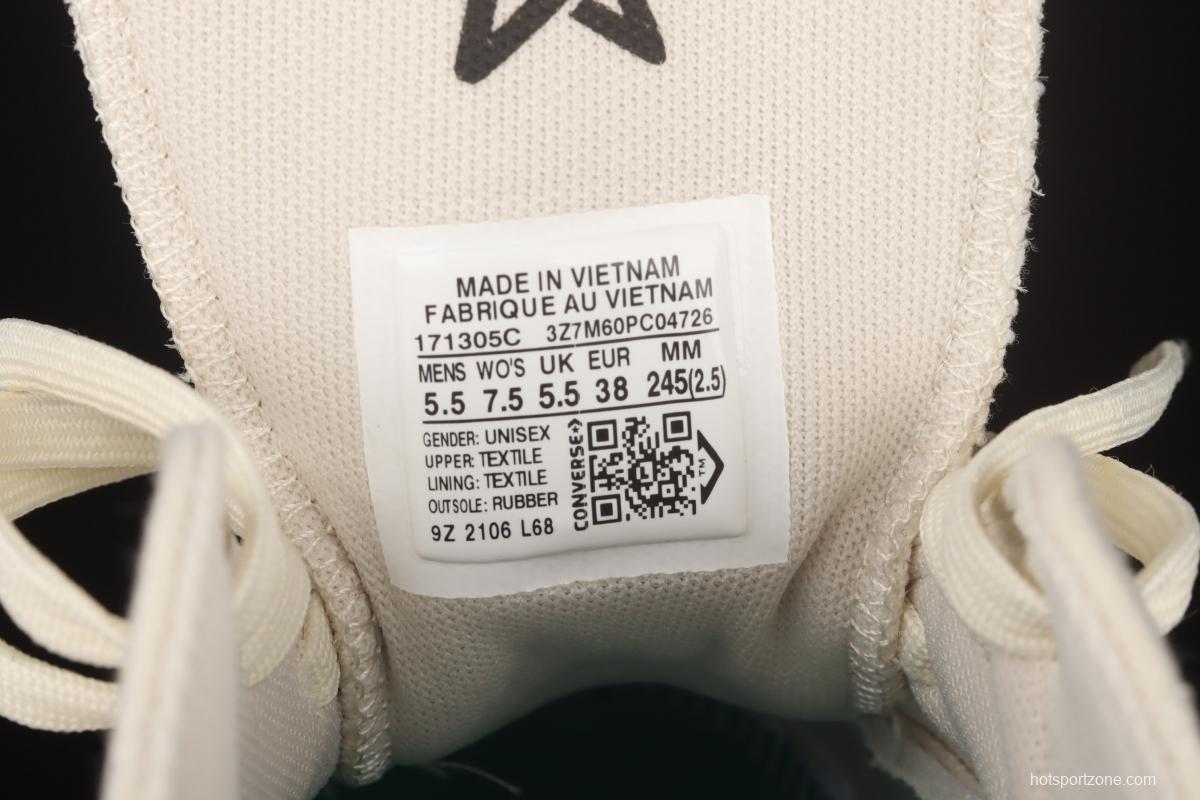 MADE IN VIETNAM
FABRIQUE AU VIETNAM
171305C 3Z7M60PC04726
MENS WO'S UK EUR MM
5.5 7.5 5.5 38 245(2.5)
GENDER: UNISEX
UPPER: TEXTILE
LINING: TEXTILE
OUTSOLE: RUBBER
9Z 2106 L68
CONVERSE
TM
hotsportzone.com